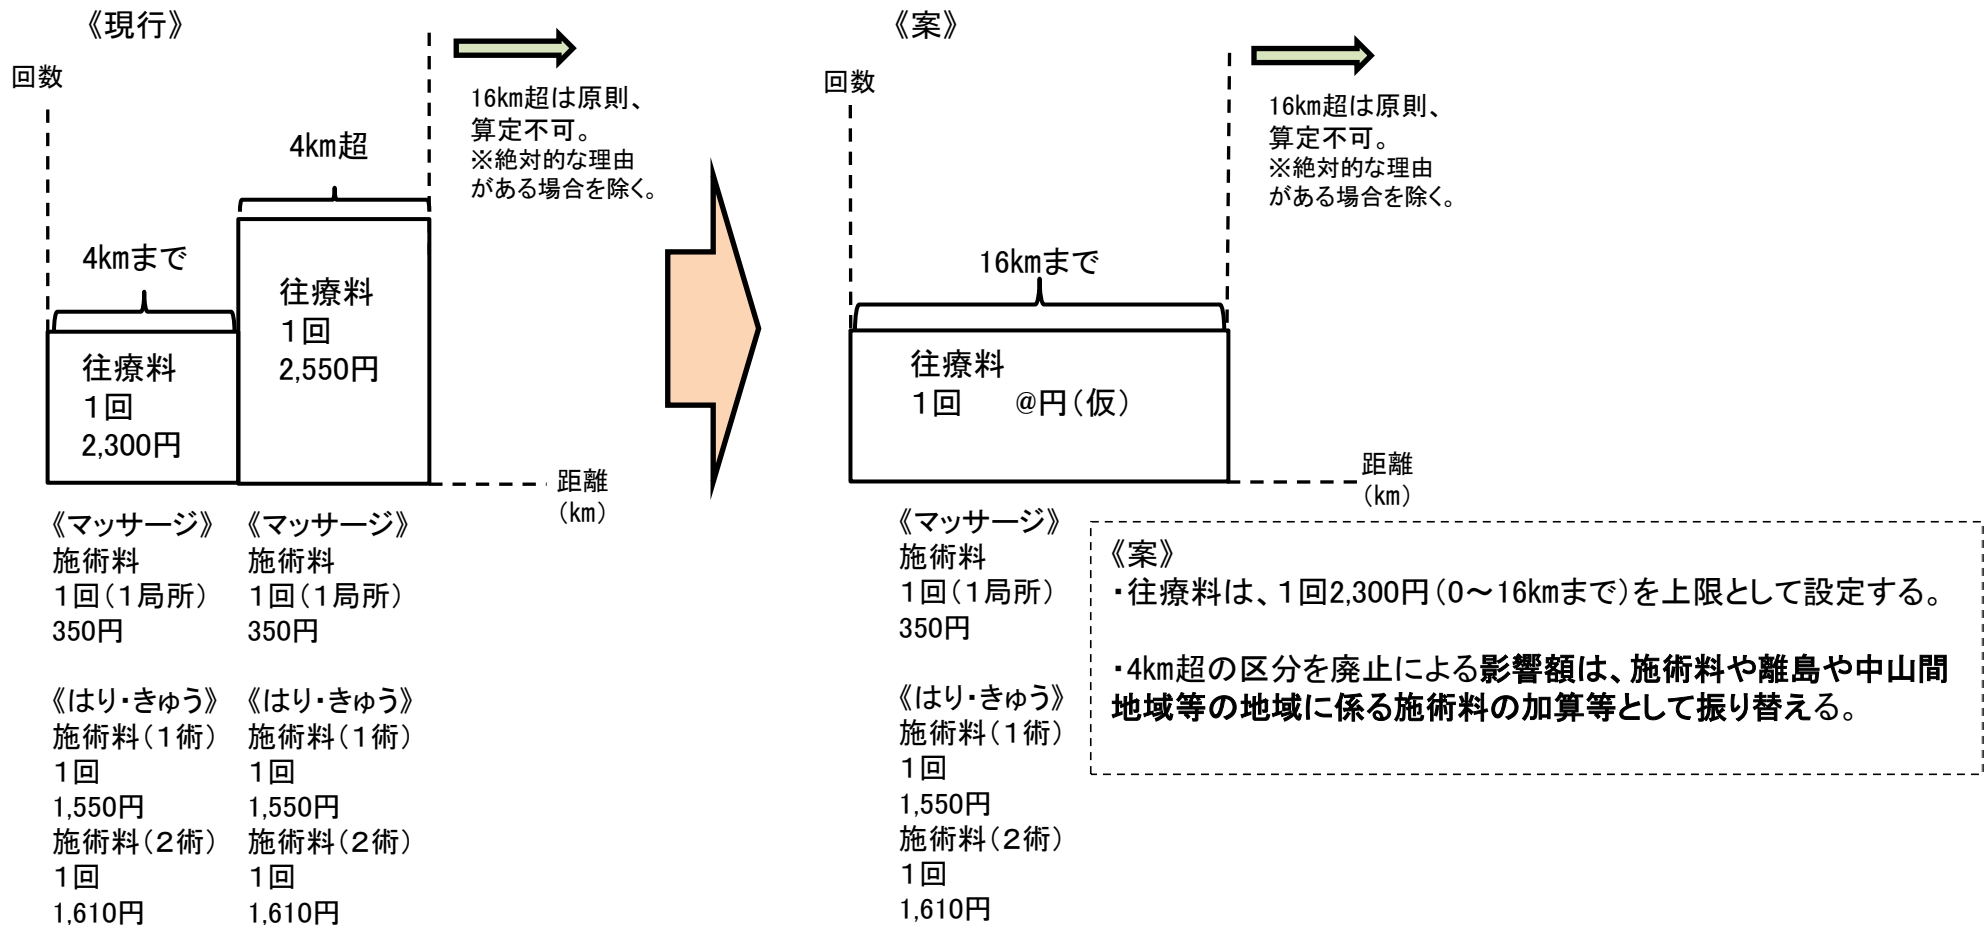 《現行》
回数
16km超は原則、
算定不可。
※絶対的な理由
がある場合を除く。
4km超
4kmまで
往療料
1回
2,550円
往療料
1回
2,300円
距離
(km)
《マッサージ》
施術料
1回(1局所)
350円
《はり・きゅう》
施術料(1術)
1回
1,550円
施術料(2術)
1回
1,610円
《マッサージ》
施術料
1回(1局所)
350円
《はり・きゅう》
施術料(1術)
1回
1,550円
施術料(2術)
1回
1,610円
《案》
回数
16km超は原則、
算定不可。
※絶対的な理由
がある場合を除く。
16kmまで
往療料
1回 @円(仮)
距離
(km)
《マッサージ》
施術料
1回(1局所)
350円
《はり・きゅう》
施術料(1術)
1回
1,550円
施術料(2術)
1回
1,610円
《案》
・往療料は、1回2,300円(0～16kmまで)を上限として設定する。
・4km超の区分を廃止による影響額は、施術料や離島や中山間
地域等の地域に係る施術料の加算等として振り替える。